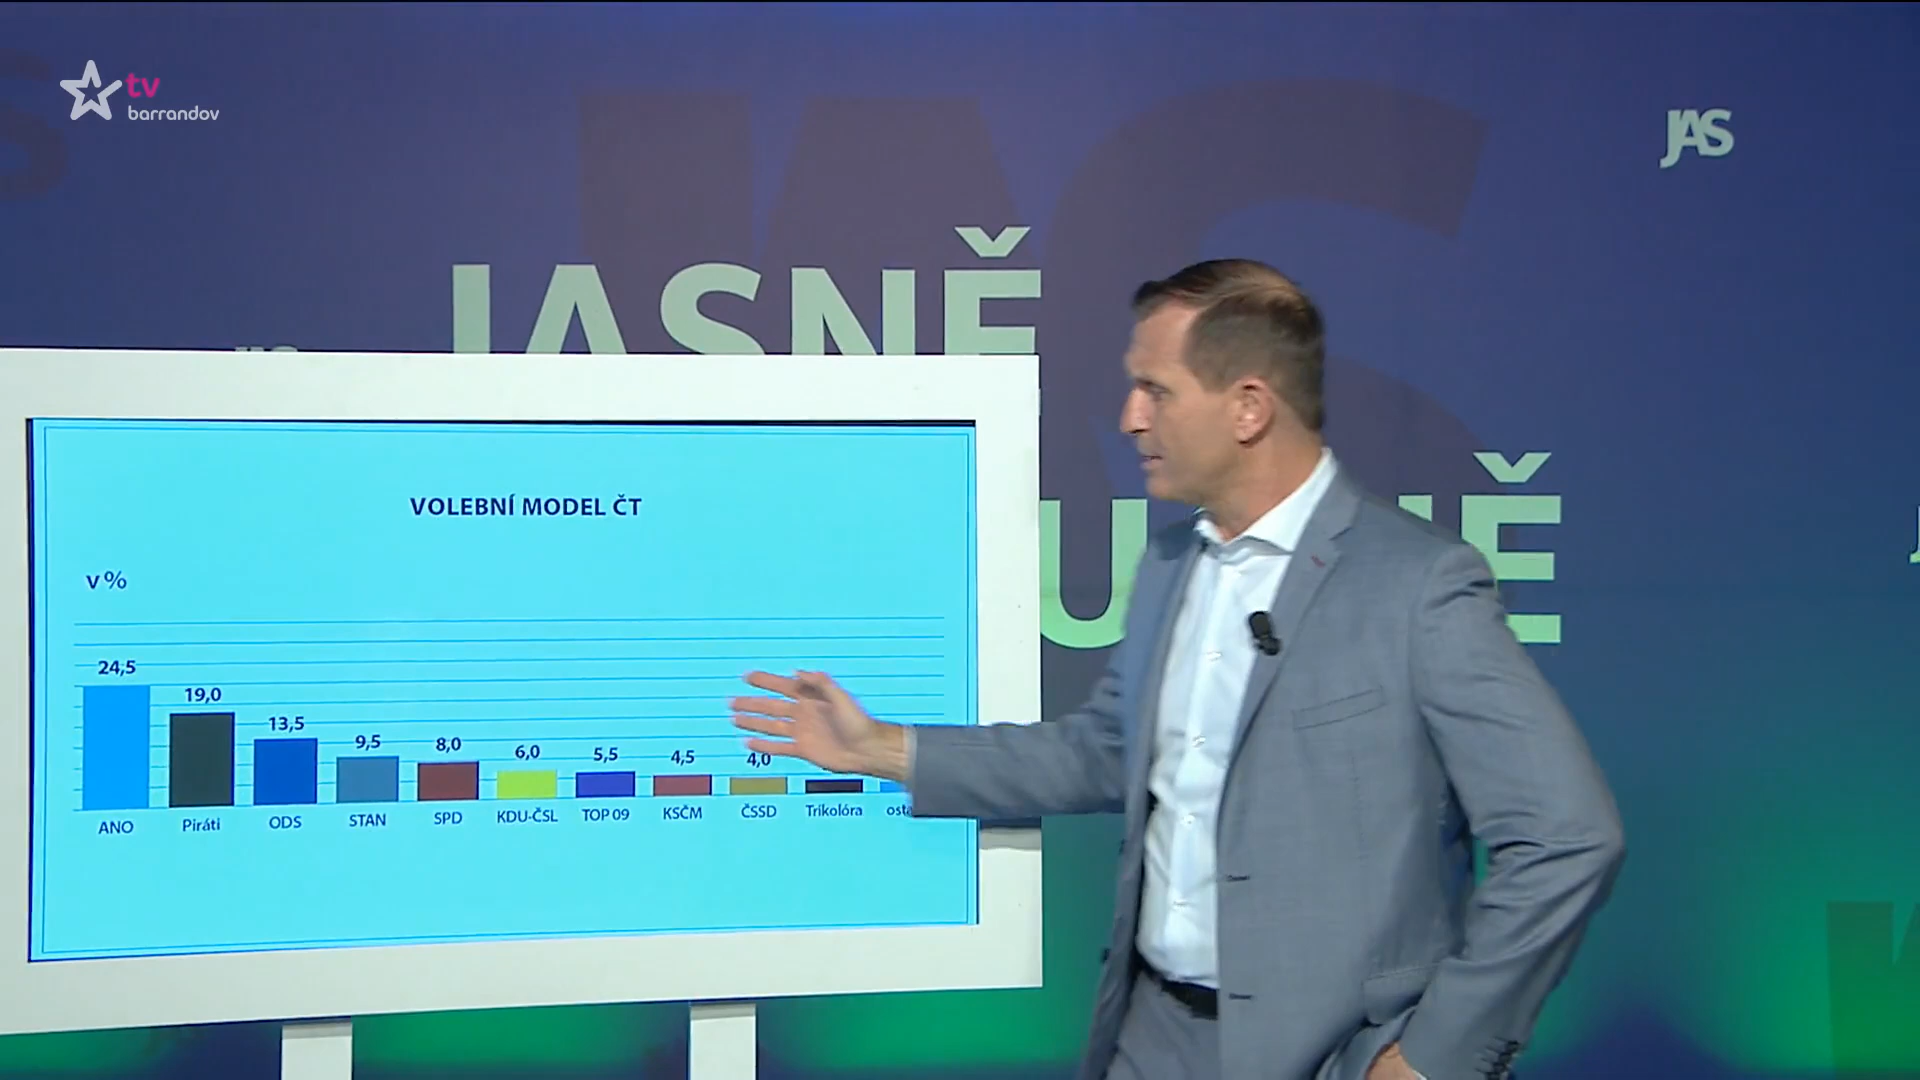 tv
barrandov
JAS
JASNĚ
VOLEBNÍ MODEL ČT
v %
24,5
19,0
13,5
9,5
8,0
6,0
5,5
4,5
4,0
ANO
Piráti
ODS
STAN
SPD
KDU-ČSL
TOP 09
KSČM
ČSSD
Trikolóra